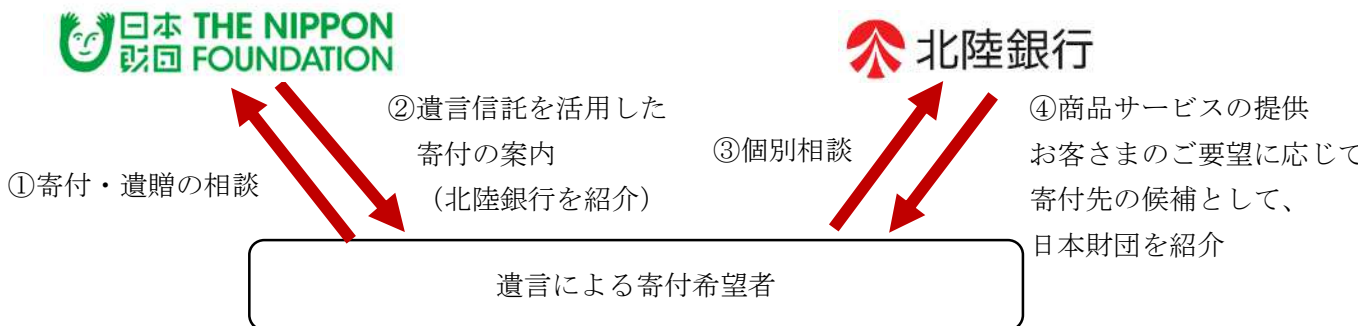 日本 THE NIPPON
財団 FOUNDATION
北陸銀行
①寄付・遺贈の相談
②遺言信託を活用した
寄付の案内
（北陸銀行を紹介）
③個別相談
④商品サービスの提供
お客さまのご要望に応じて
寄付先の候補として、
日本財団を紹介
遺言による寄付希望者